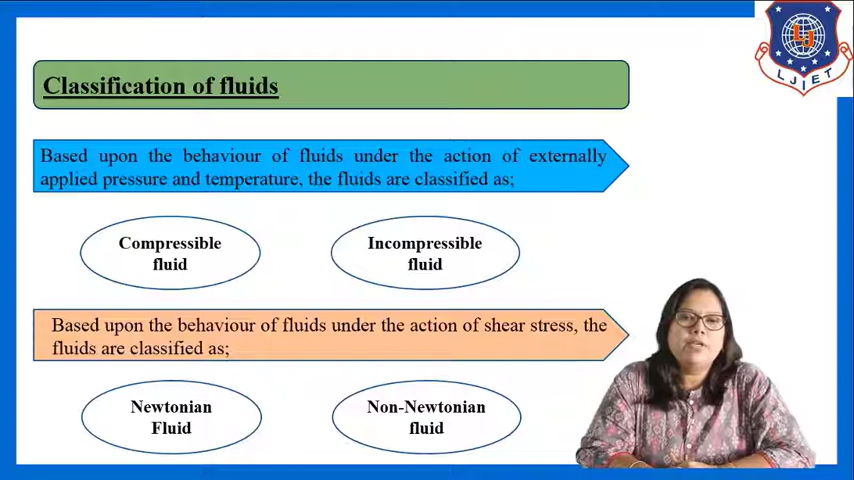 Classification of fluids
Based upon the behaviour of fluids under the action of externally
applied pressure and temperature, the fluids are classified as;
Compressible
fluid
Incompressible
fluid
Based upon the behaviour of fluids under the action of shear stress, the
fluids are classified as;
Newtonian
Fluid
Non-Newtonian
fluid
LJ
LJIET